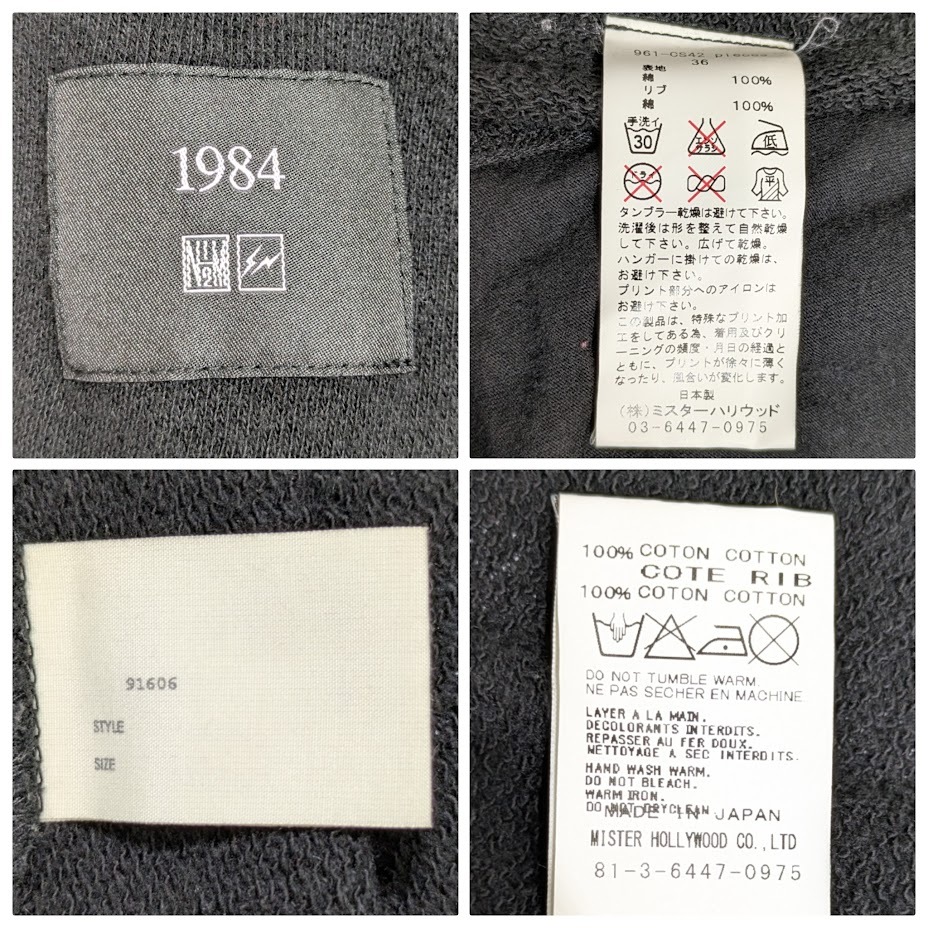 1984
N
961-CS42
36
表地
綿 100%
リブ
綿 100%
手洗イ
30
エンソ
サラシ
低
ドライ
平
タンブラー乾燥は避けて下さい。
洗濯後は形を整えて自然乾燥
して下さい。広げて乾燥。
ハンガーに掛けての乾燥は、
お避け下さい。
プリント部分へのアイロンは
お避け下さい。
この製品は、特殊なプリント加
工をしてある為、着用及びクリ
ーニングの頻度・月日の経過と
ともに、プリントが徐々に薄く
なったり、風合いが変化します。
日本製
(株)ミスターハリウッド
03-6447-0975
91606
STYLE
SIZE
100% COTON COTTON
COTE RIB
100% COTON COTTON
DO NOT TUMBLE WARM.
NE PAS SECHER EN MACHINE
LAYER A LA MAIN.
DECOLORANTS INTERDITS.
REPASSER AU FER DOUX.
NETTOYAGE A SEC INTERDITS.
HAND WASH WARM.
DO NOT BLEACH.
WARM IRON.
DO NOT DRYCLEAN
MADE IN JAPAN
MISTER HOLLYWOOD CO.,LTD
81-3-6447-0975